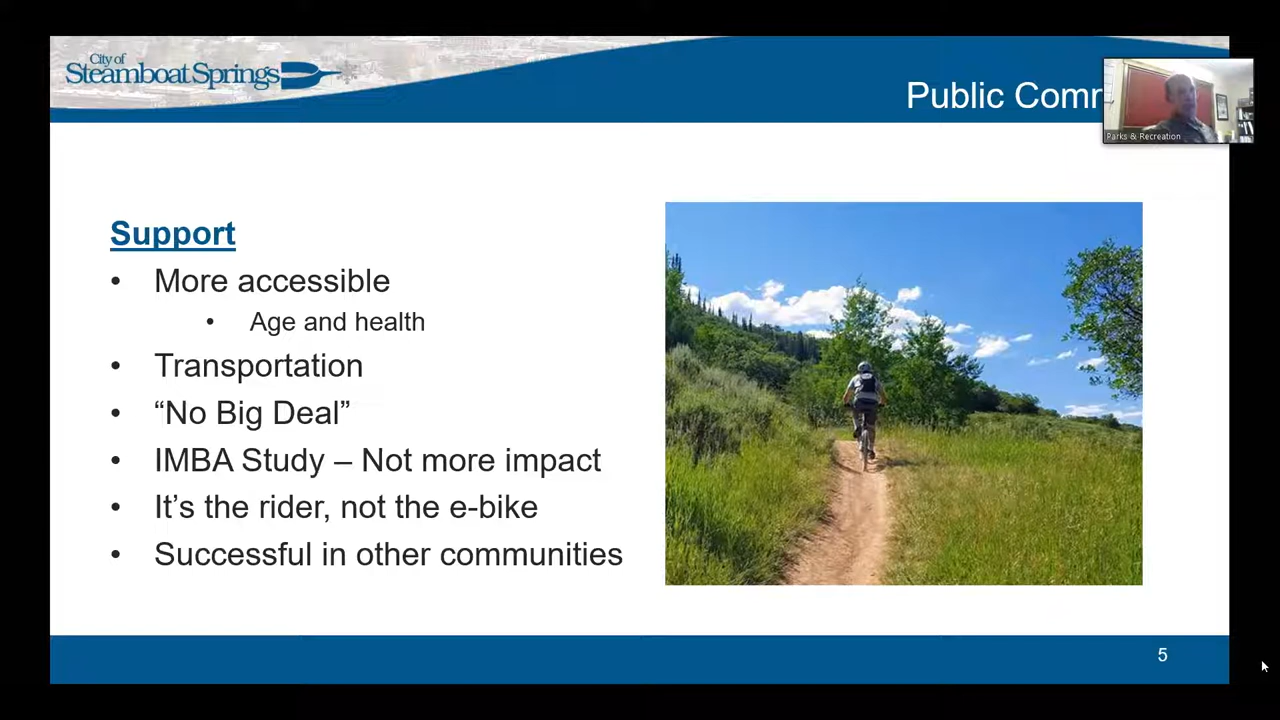 City of
Steamboat Springs
Public Com
Parks & Recreation
Support
• More accessible
• Age and health
• Transportation
• “No Big Deal”
• IMBA Study – Not more impact
• It’s the rider, not the e-bike
• Successful in other communities
5